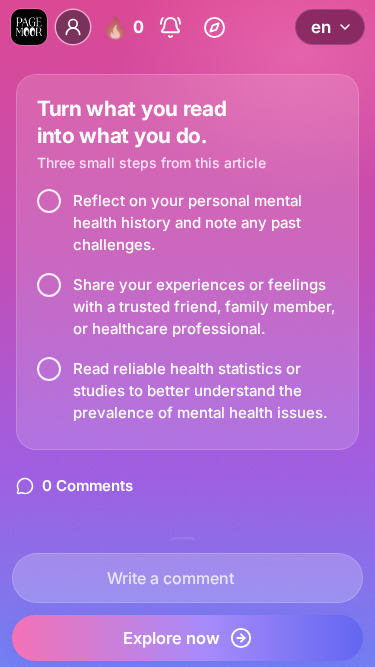 PAGE
MOOR
0
en
Turn what you read
into what you do.
Three small steps from this article
Reflect on your personal mental
health history and note any past
challenges.
Share your experiences or feelings
with a trusted friend, family member,
or healthcare professional.
Read reliable health statistics or
studies to better understand the
prevalence of mental health issues.
0 Comments
Write a comment
Explore now